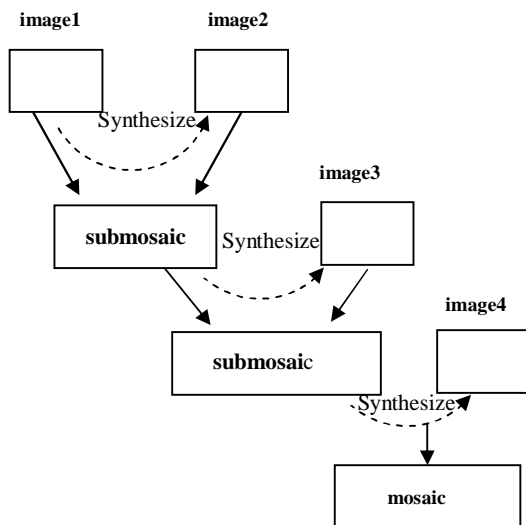 image1
image2
Synthesize
image3
submosaic
Synthesize
image4
submosaic
Synthesize
mosaic